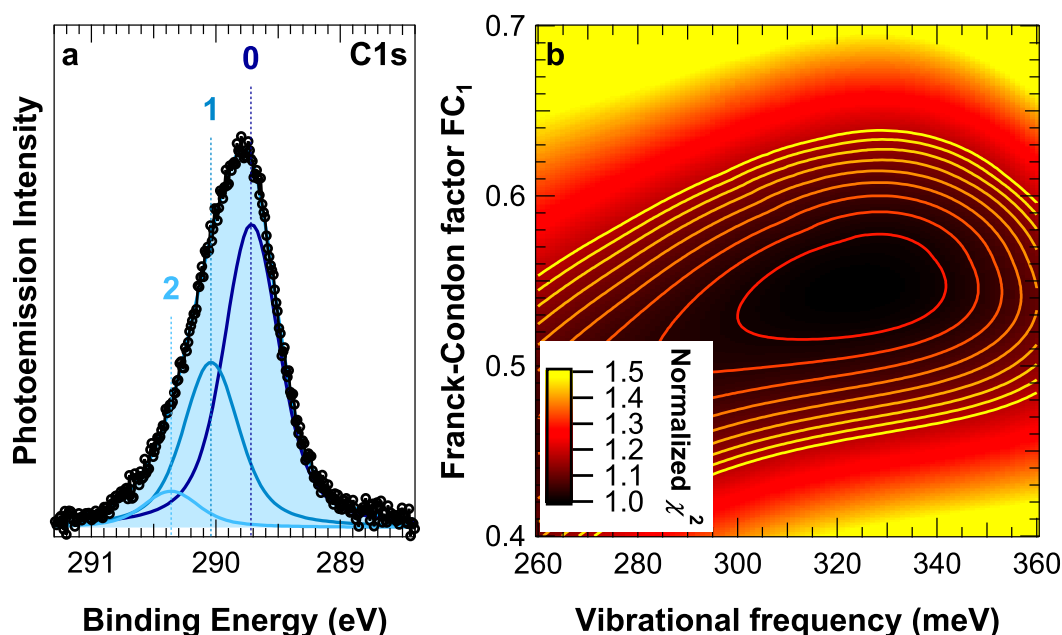 a
C1s
0
1
2
Photoemission Intensity
291
290
289
Binding Energy (eV)
b
Franck-Condon factor FC₁
0.7
0.6
0.5
0.4
1.5
1.4
1.3
1.2
1.1
1.0
Normalized χ²
260
280
300
320
340
360
Vibrational frequency (meV)